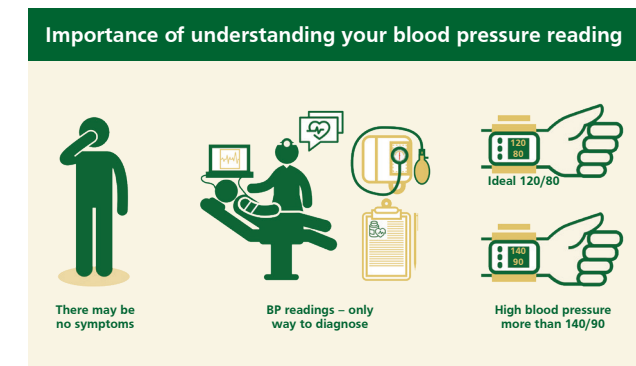 Importance of understanding your blood pressure reading
120
80
Ideal 120/80
140
90
There may be
no symptoms
BP readings – only
way to diagnose
High blood pressure
more than 140/90